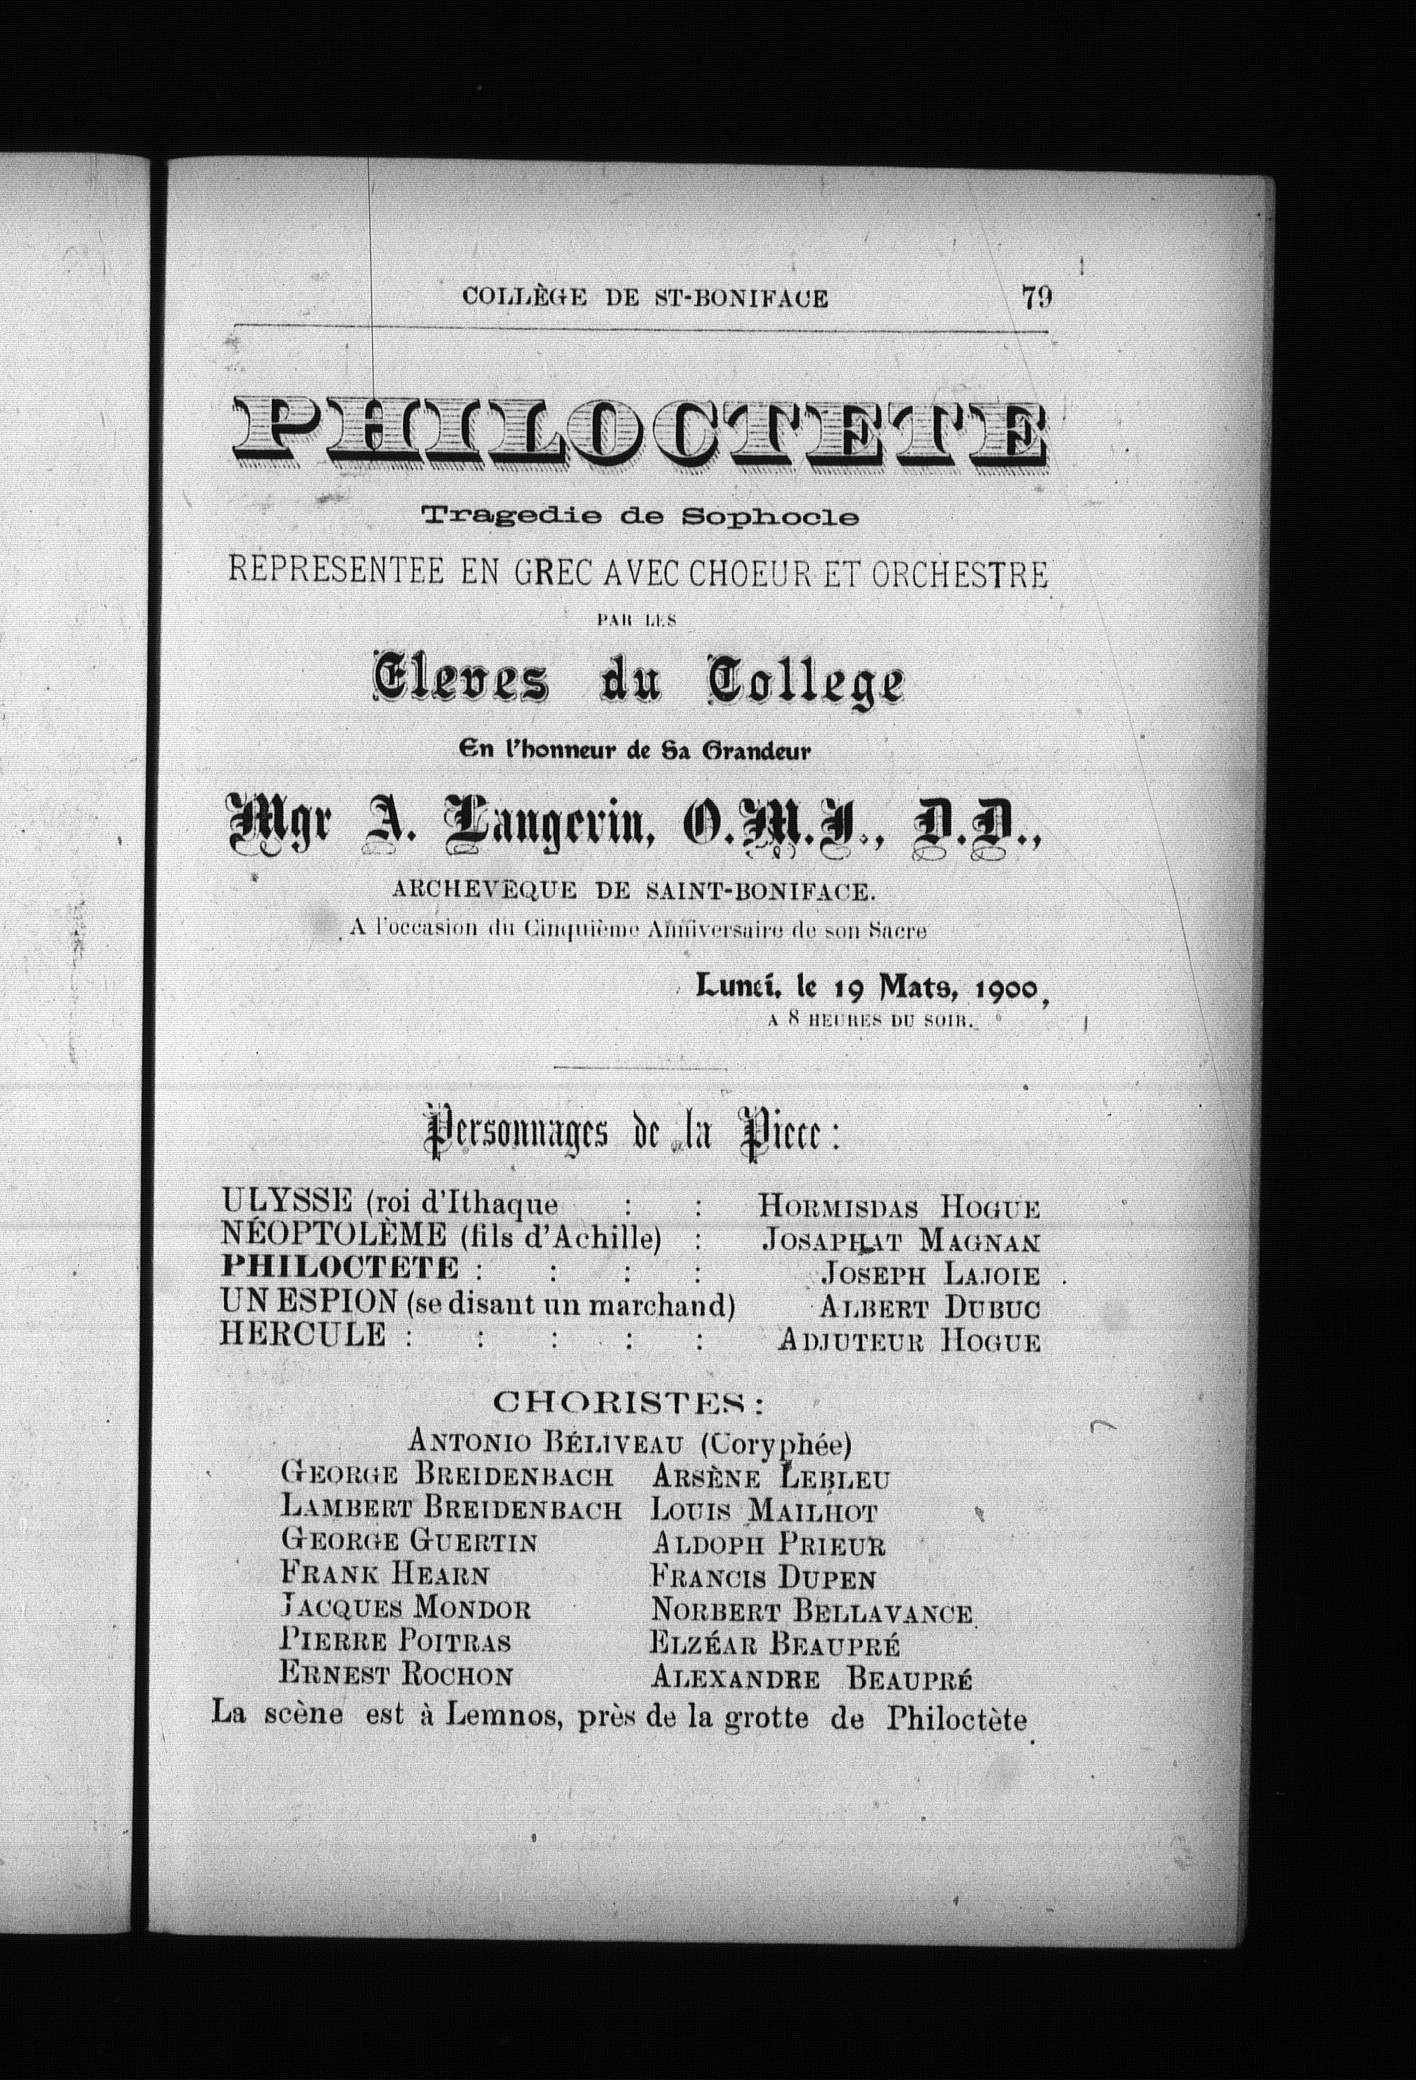 COLLÈGE DE ST-BONIFACE 79
PHILOCTETE
Tragedie de Sophocle
REPRESENTEE EN GREC AVEC CHOEUR ET ORCHESTRE
PAR LES
Eleves du College
En l'honneur de Sa Grandeur
Mgr A. Langevin, O.M.I., D.D.,
ARCHEVEQUE DE SAINT-BONIFACE.
A l'occasion du Cinquième Anniversaire de son Sacre
Lundi, le 19 Mars, 1900,
A 8 HEURES DU SOIR.
Personnages de la Piece :
ULYSSE (roi d'Ithaque : : HORMISDAS HOGUE
NÉOPTOLÈME (fils d'Achille) : JOSAPHAT MAGNAN
PHILOCTETE : : : : JOSEPH LAJOIE .
UN ESPION (se disant un marchand) ALBERT DUBUC
HERCULE : : : : : ADJUTEUR HOGUE
CHORISTES :
ANTONIO BÉLIVEAU (Coryphée)
GEORGE BREIDENBACH ARSÈNE LEBLEU
LAMBERT BREIDENBACH LOUIS MAILHOT
GEORGE GUERTIN ALDOPH PRIEUR
FRANK HEARN FRANCIS DUPEN
JACQUES MONDOR NORBERT BELLAVANCE
PIERRE POITRAS ELZÉAR BEAUPRÉ
ERNEST ROCHON ALEXANDRE BEAUPRÉ
La scène est à Lemnos, près de la grotte de Philoctète.